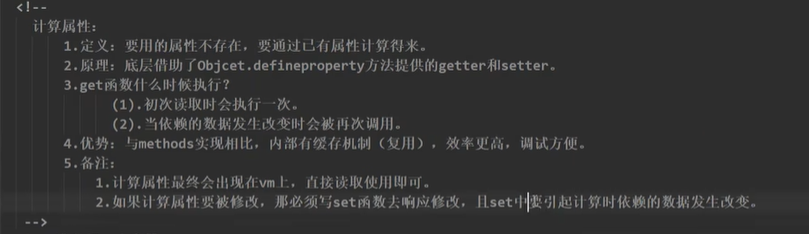 <!--
计算属性:
1.定义: 要用的属性不存在，要通过已有属性计算得来。
2.原理: 底层借助了Objcet.defineproperty方法提供的getter和setter。
3.get函数什么时候执行?
(1).初次读取时会执行一次。
(2).当依赖的数据发生改变时会被再次调用。
4.优势: 与methods实现相比，内部有缓存机制（复用），效率更高，调试方便。
5.备注:
1.计算属性最终会出现在vm上，直接读取使用即可。
2.如果计算属性要被修改，那必须写set函数去响应修改，且set中要引起计算时依赖的数据发生改变。
-->